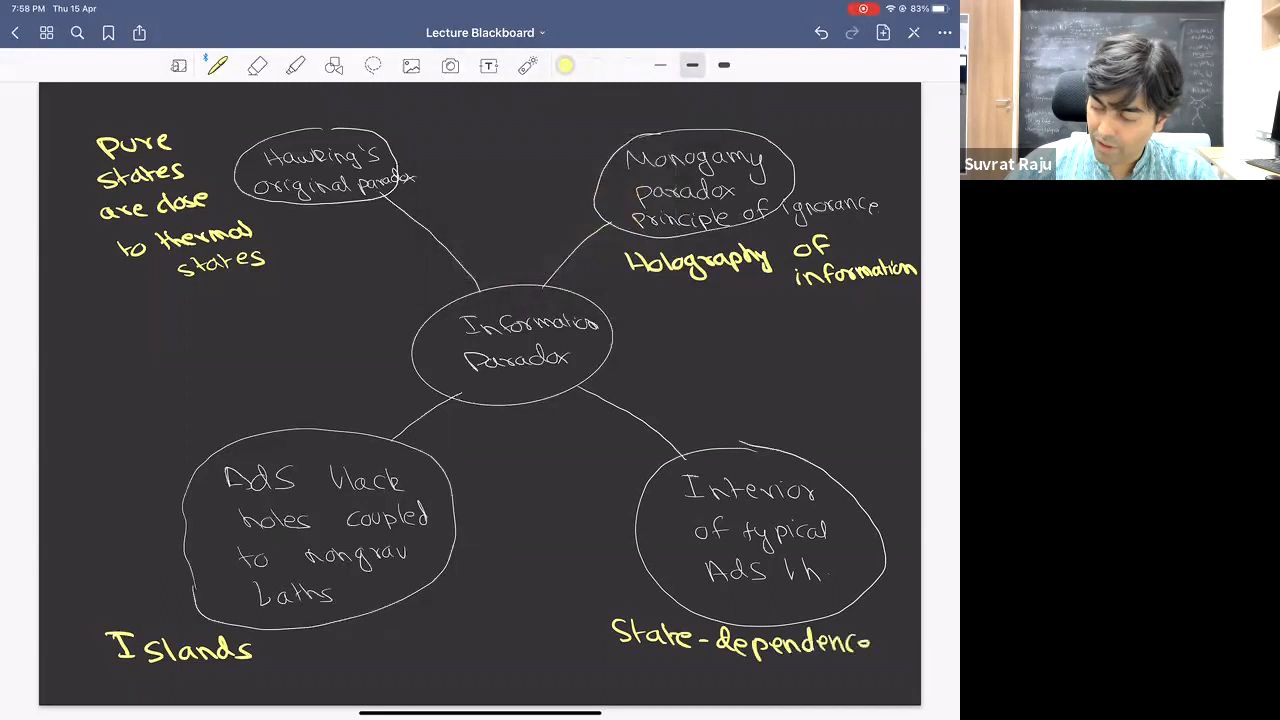 7:58 PM Thu 15 Apr
83%
Lecture Blackboard
T
Pure
states
are close
to thermal
states
Hawking's
original paradox
Monogamy
paradox
principle of ignorance
Holography of
information
Information
Paradox
AdS black
holes coupled
to nongrav
baths
Islands
Interior
of typical
AdS bh.
State-dependence
Suvrat Raju